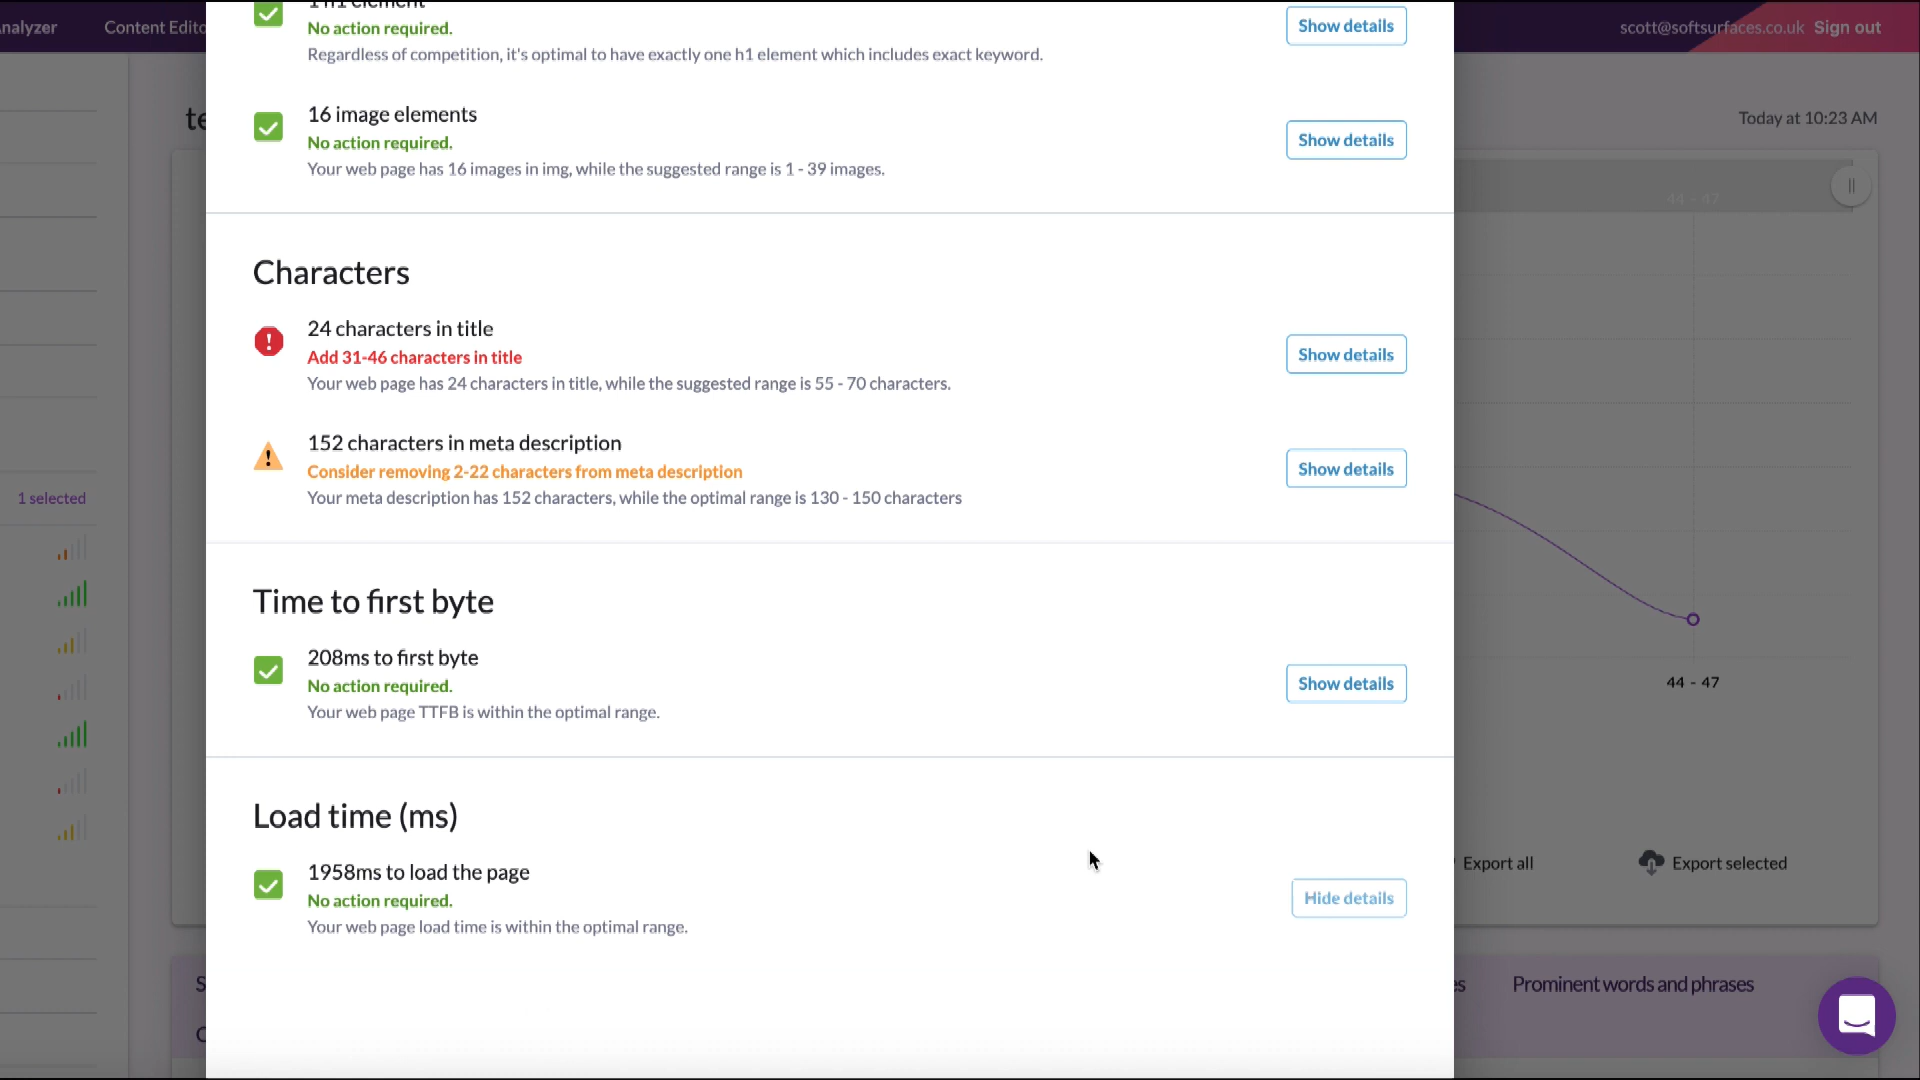 nalyzer
Content Edito
scott@softsurfaces.co.uk Sign out
1 h1 element
No action required.
Regardless of competition, it's optimal to have exactly one h1 element which includes exact keyword.
Show details
te
Today at 10:23 AM
16 image elements
No action required.
Your web page has 16 images in img, while the suggested range is 1 - 39 images.
Show details
44 - 47
Characters
24 characters in title
Add 31-46 characters in title
Your web page has 24 characters in title, while the suggested range is 55 - 70 characters.
Show details
152 characters in meta description
Consider removing 2-22 characters from meta description
Your meta description has 152 characters, while the optimal range is 130 - 150 characters
Show details
1 selected
Time to first byte
208ms to first byte
No action required.
Your web page TTFB is within the optimal range.
Show details
44 - 47
Load time (ms)
1958ms to load the page
No action required.
Your web page load time is within the optimal range.
Hide details
Export all
Export selected
S
es
Prominent words and phrases
C